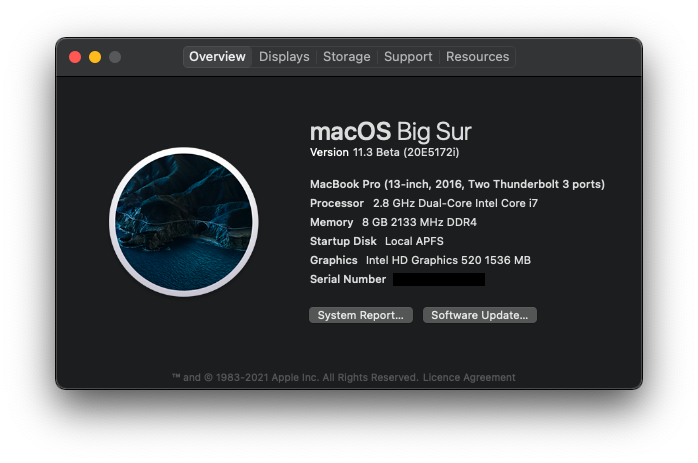 Overview Displays Storage Support Resources
macOS Big Sur
Version 11.3 Beta (20E5172i)
MacBook Pro (13-inch, 2016, Two Thunderbolt 3 ports)
Processor 2.8 GHz Dual-Core Intel Core i7
Memory 8 GB 2133 MHz DDR4
Startup Disk Local APFS
Graphics Intel HD Graphics 520 1536 MB
Serial Number
System Report... Software Update...
™ and © 1983-2021 Apple Inc. All Rights Reserved. Licence Agreement